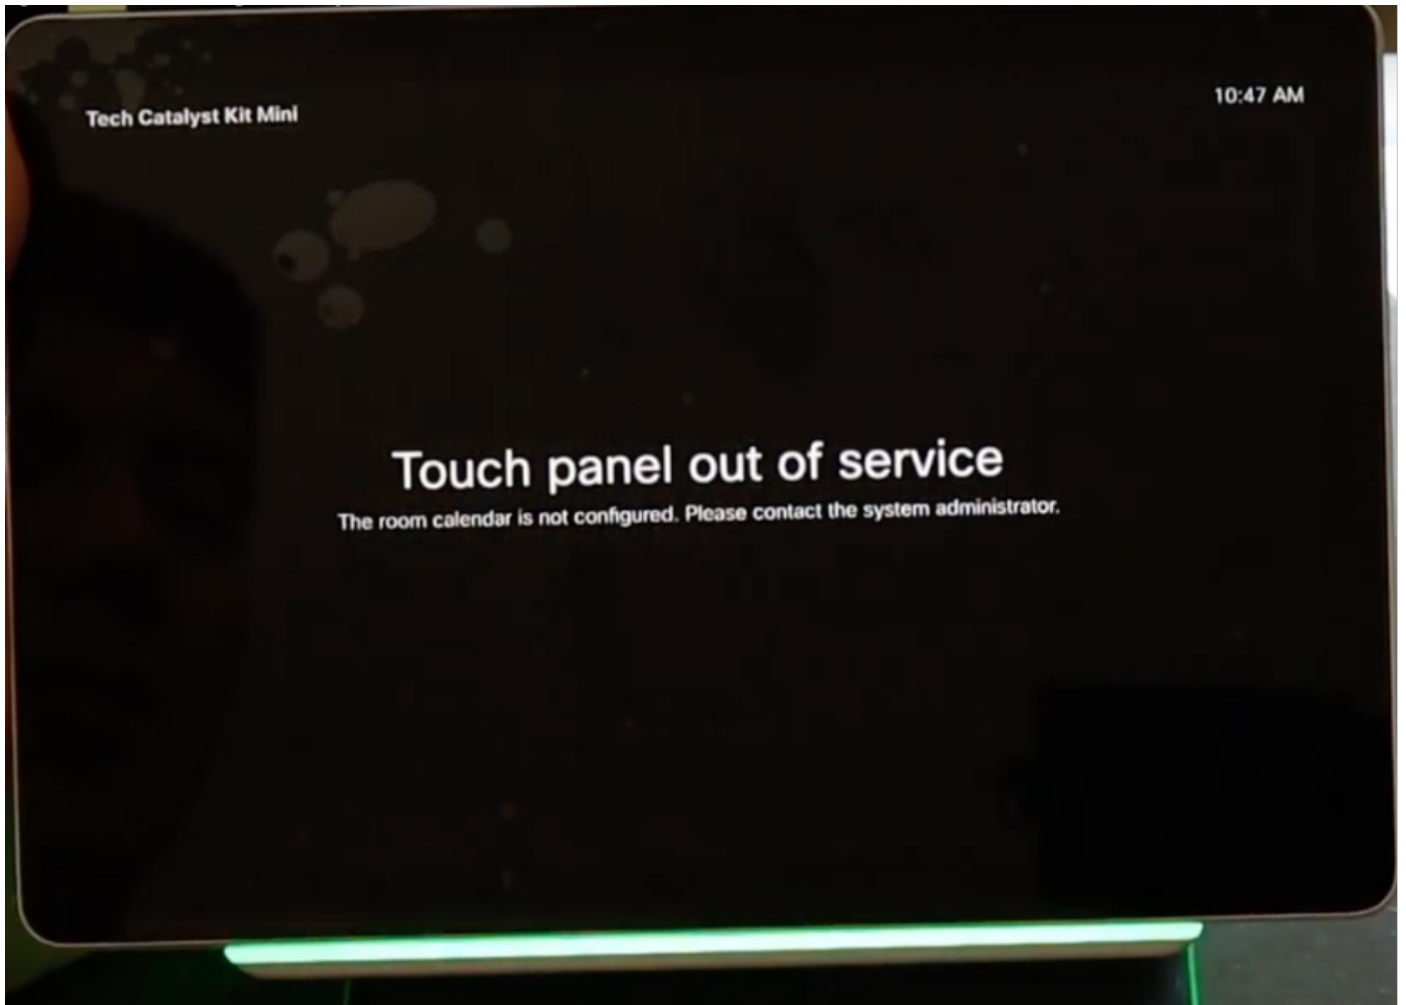 Tech Catalyst Kit Mini
10:47 AM
Touch panel out of service
The room calendar is not configured. Please contact the system administrator.